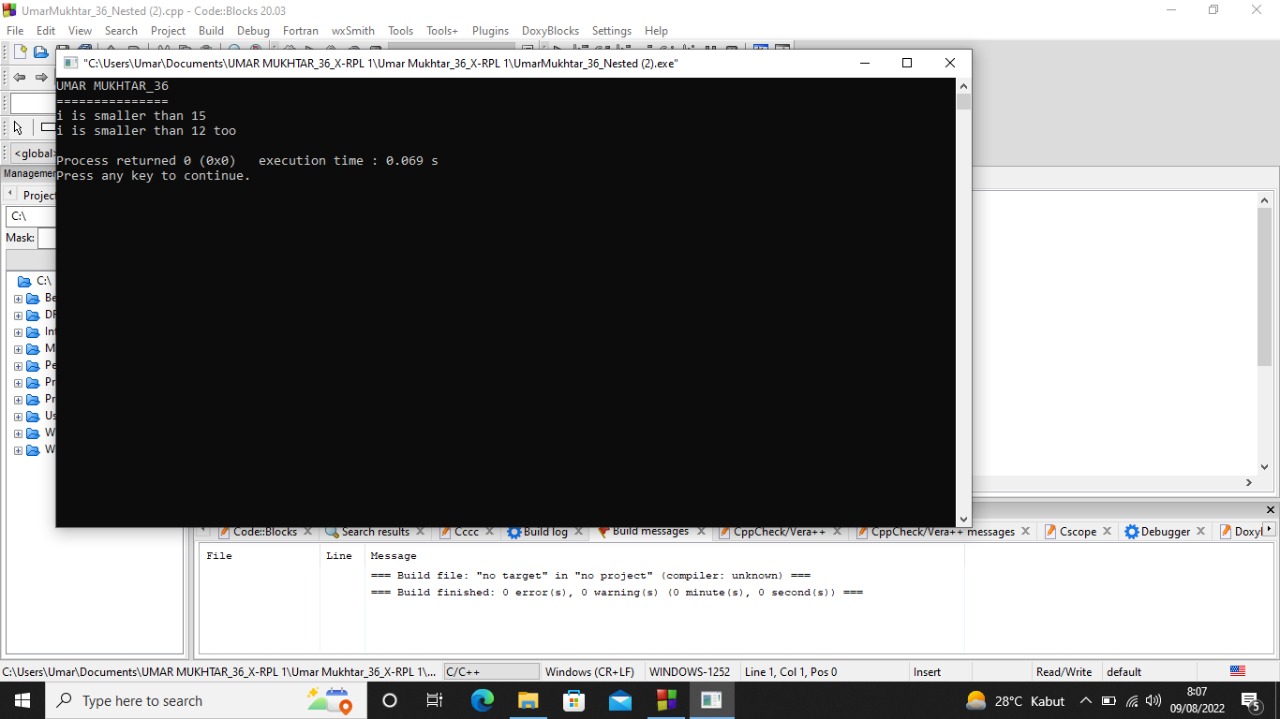 UmarMukhtar_36_Nested (2).cpp - Code::Blocks 20.03
File Edit View Search Project Build Debug Fortran wxSmith Tools Tools+ Plugins DoxyBlocks Settings Help
"C:\Users\Umar\Documents\UMAR MUKHTAR_36_X-RPL 1\Umar Mukhtar_36_X-RPL 1\UmarMukhtar_36_Nested (2).exe"
UMAR MUKHTAR_36
===============
i is smaller than 15
i is smaller than 12 too
Process returned 0 (0x0) execution time : 0.069 s
Press any key to continue.
<global>
Management
Project
C:\
Mask:
C:\
Be
Int
M
Pe
Pr
Pr
Us
W
W
Code::Blocks Search results Cccc Build log Build messages CppCheck/Vera++ CppCheck/Vera++ messages Cscope Debugger Doxy
File Line Message
=== Build file: "no target" in "no project" (compiler: unknown) ===
=== Build finished: 0 error(s), 0 warning(s) (0 minute(s), 0 second(s)) ===
C:\Users\Umar\Documents\UMAR MUKHTAR_36_X-RPL 1\Umar Mukhtar_36_X-RPL 1\... C/C++ Windows (CR+LF) WINDOWS-1252 Line 1, Col 1, Pos 0 Insert Read/Write default
Type here to search
28°C Kabut
8:07
09/08/2022
5